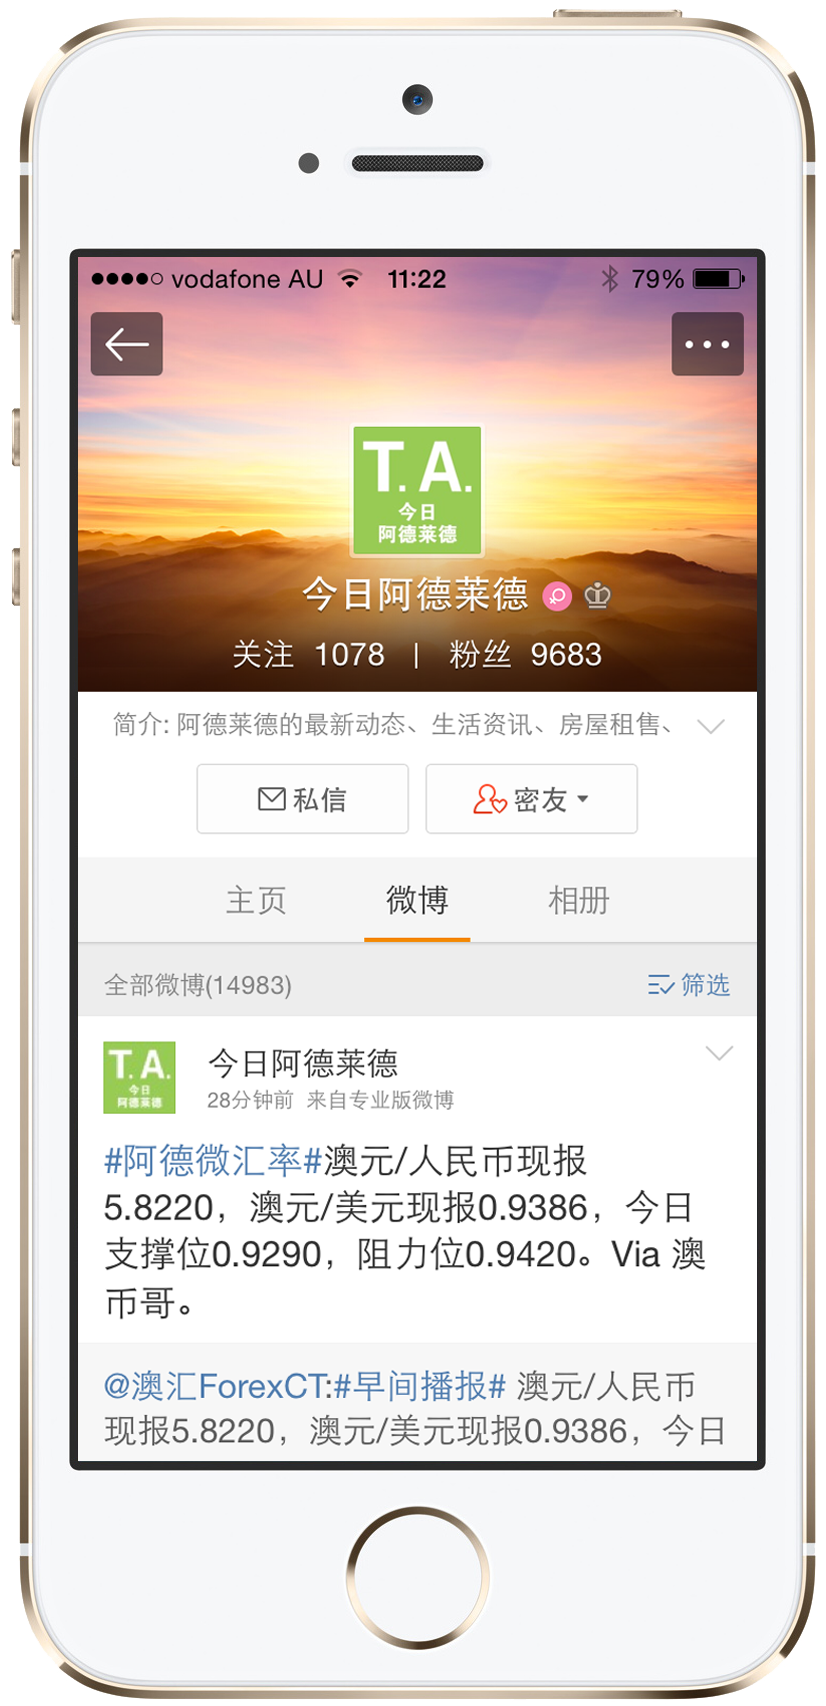 vodafone AU 11:22 79%
T. A.
今日
阿德莱德
今日阿德莱德
关注 1078 | 粉丝 9683
简介: 阿德莱德的最新动态、生活资讯、房屋租售、
私信 密友
主页 微博 相册
全部微博(14983) 筛选
T. A.
今日
阿德莱德
今日阿德莱德
28分钟前 来自专业版微博
#阿德微汇率#澳元/人民币现报
5.8220，澳元/美元现报0.9386，今日
支撑位0.9290，阻力位0.9420。Via 澳
币哥。
@澳汇ForexCT:#早间播报# 澳元/人民币
现报5.8220，澳元/美元现报0.9386，今日